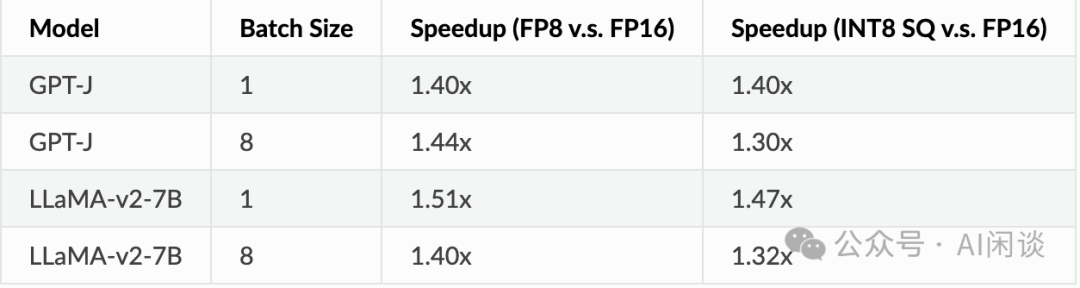 Model Batch Size Speedup (FP8 v.s. FP16) Speedup (INT8 SQ v.s. FP16)
GPT-J 1 1.40x 1.40x
GPT-J 8 1.44x 1.30x
LLaMA-v2-7B 1 1.51x 1.47x
LLaMA-v2-7B 8 1.40x 1.32x
公众号 · AI闲谈